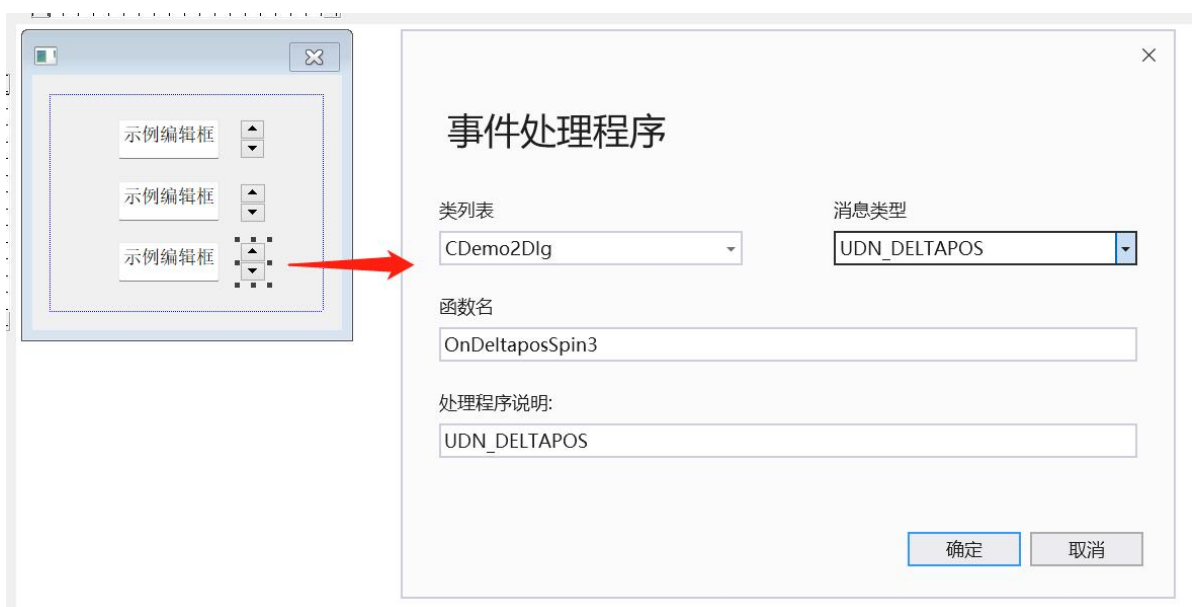 示例编辑框
示例编辑框
示例编辑框
事件处理程序
类列表
消息类型
CDemo2Dlg
UDN_DELTAPOS
函数名
OnDeltaposSpin3
处理程序说明:
UDN_DELTAPOS
确定
取消